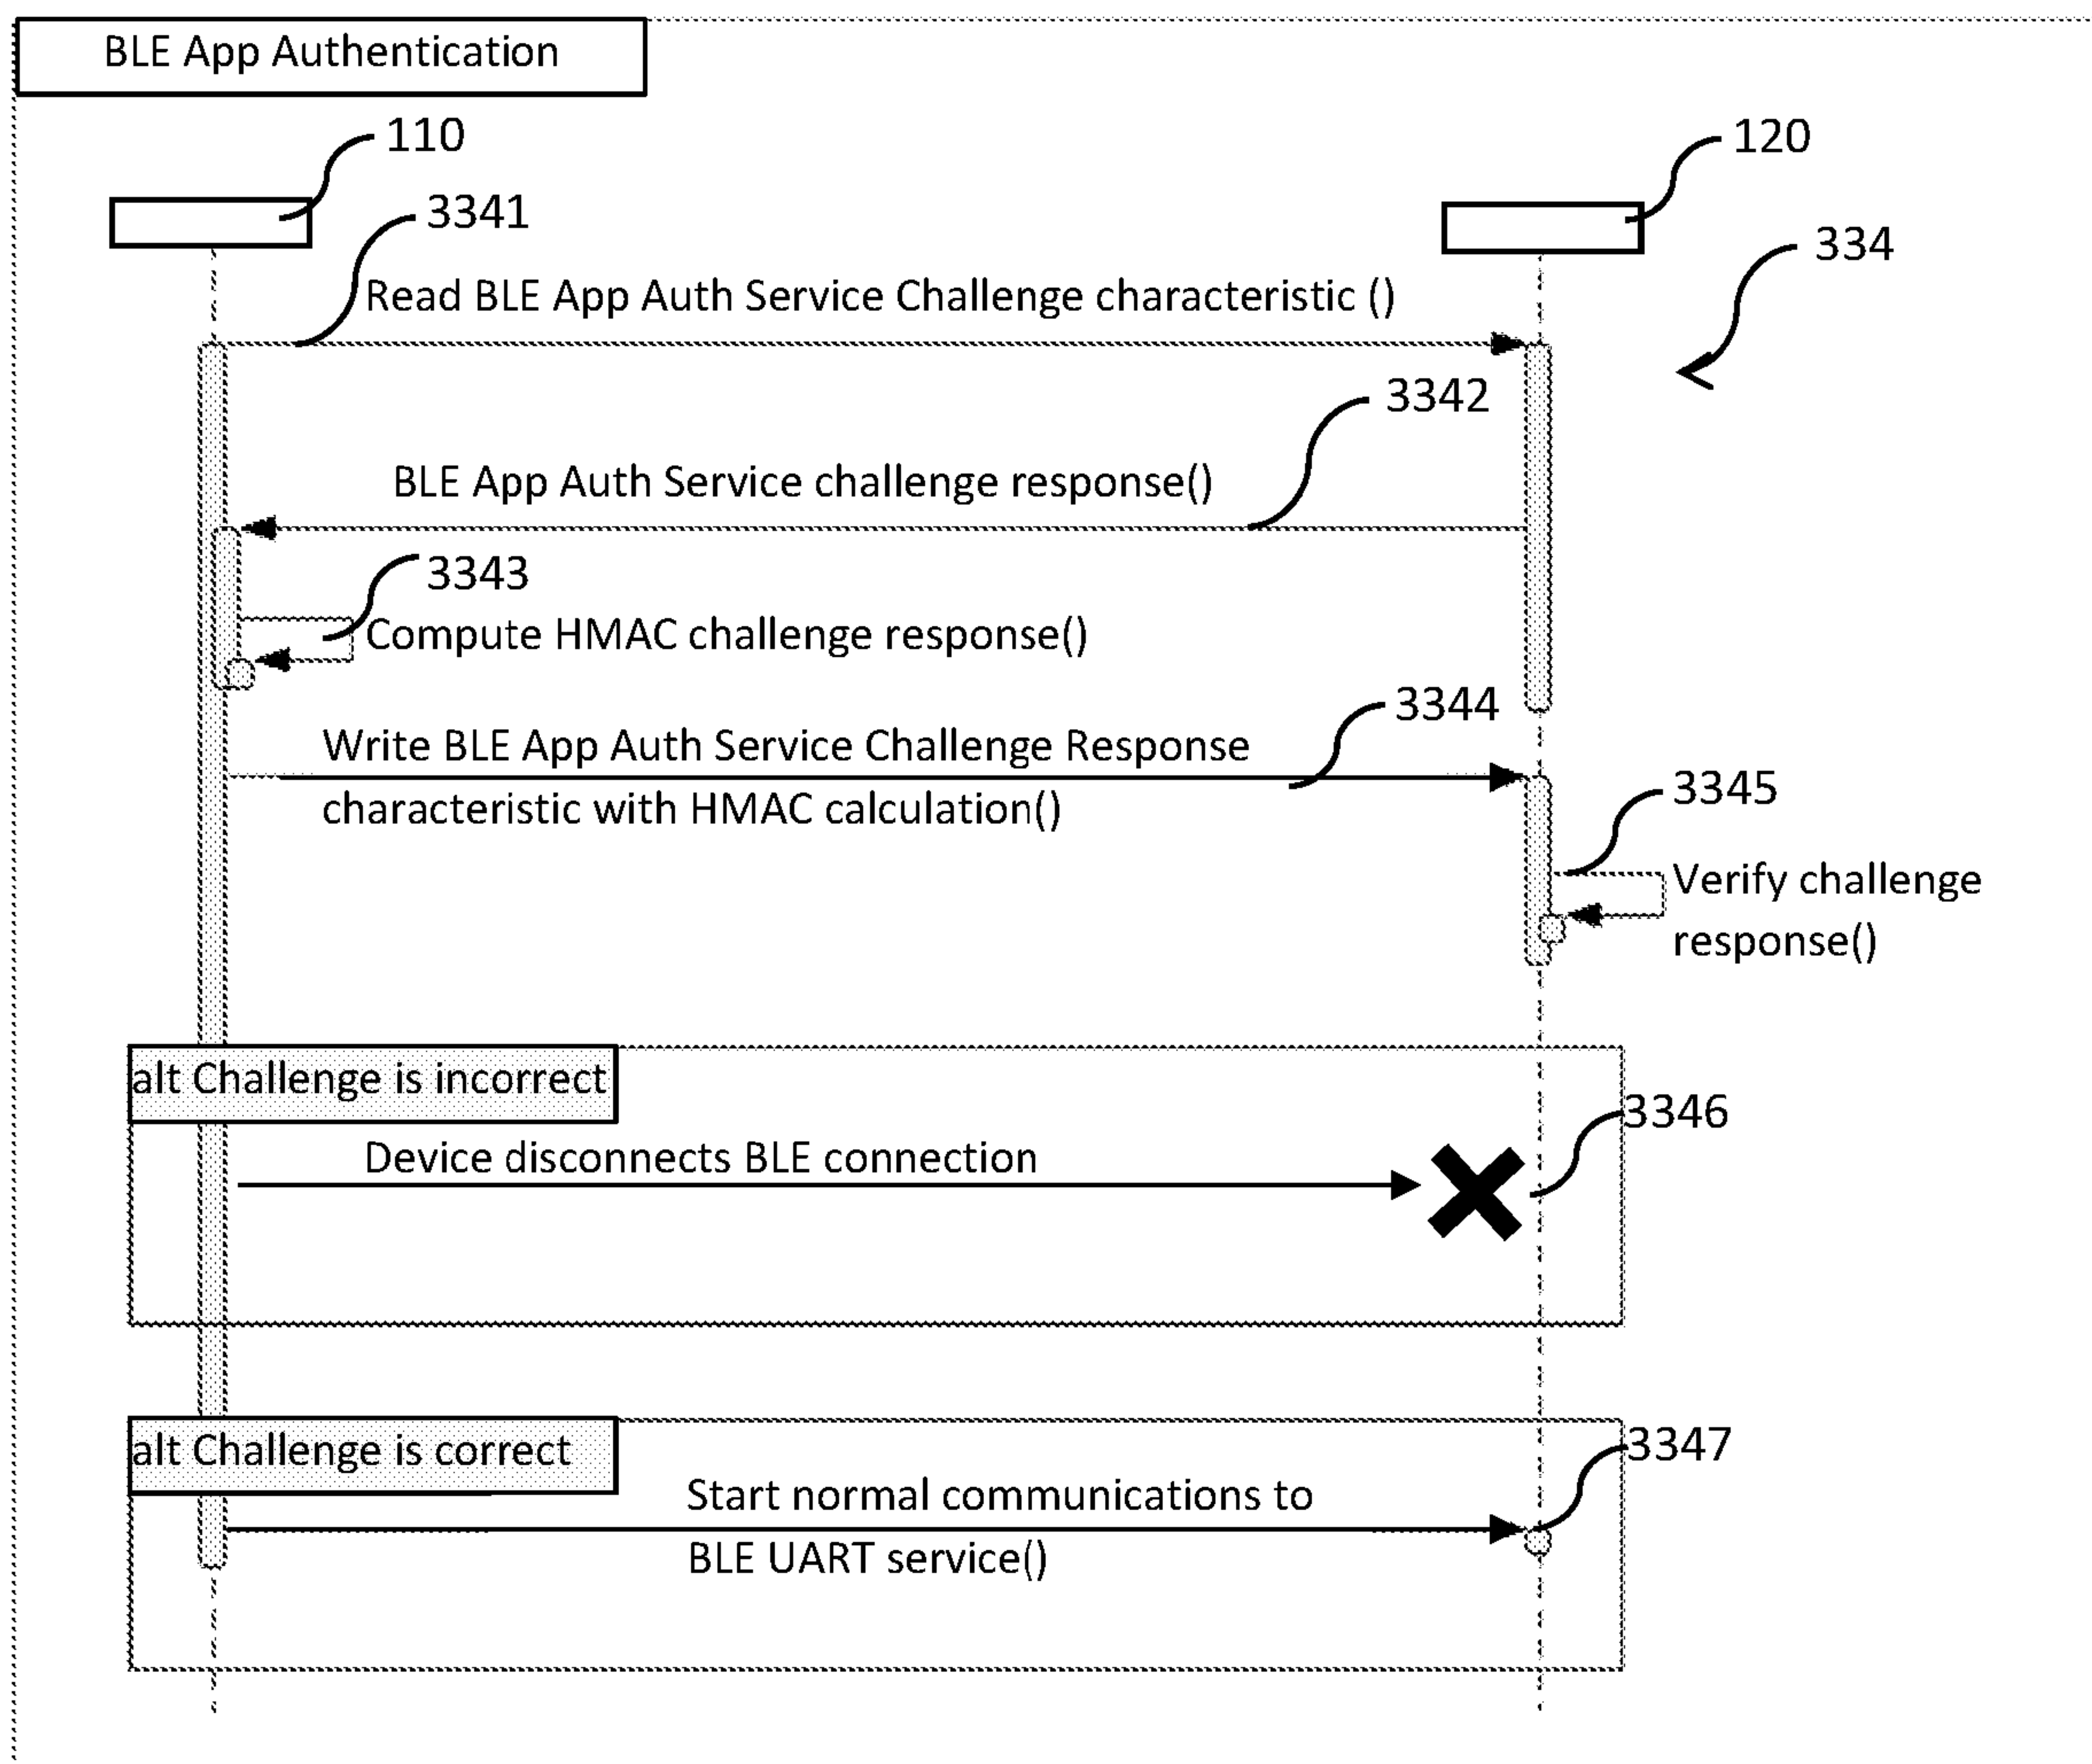 BLE App Authentication
110
120
3341
334
Read BLE App Auth Service Challenge characteristic ()
3342
BLE App Auth Service challenge response()
3343
Compute HMAC challenge response()
3344
Write BLE App Auth Service Challenge Response
characteristic with HMAC calculation()
3345
Verify challenge
response()
alt Challenge is incorrect
3346
Device disconnects BLE connection
alt Challenge is correct
3347
Start normal communications to
BLE UART service()